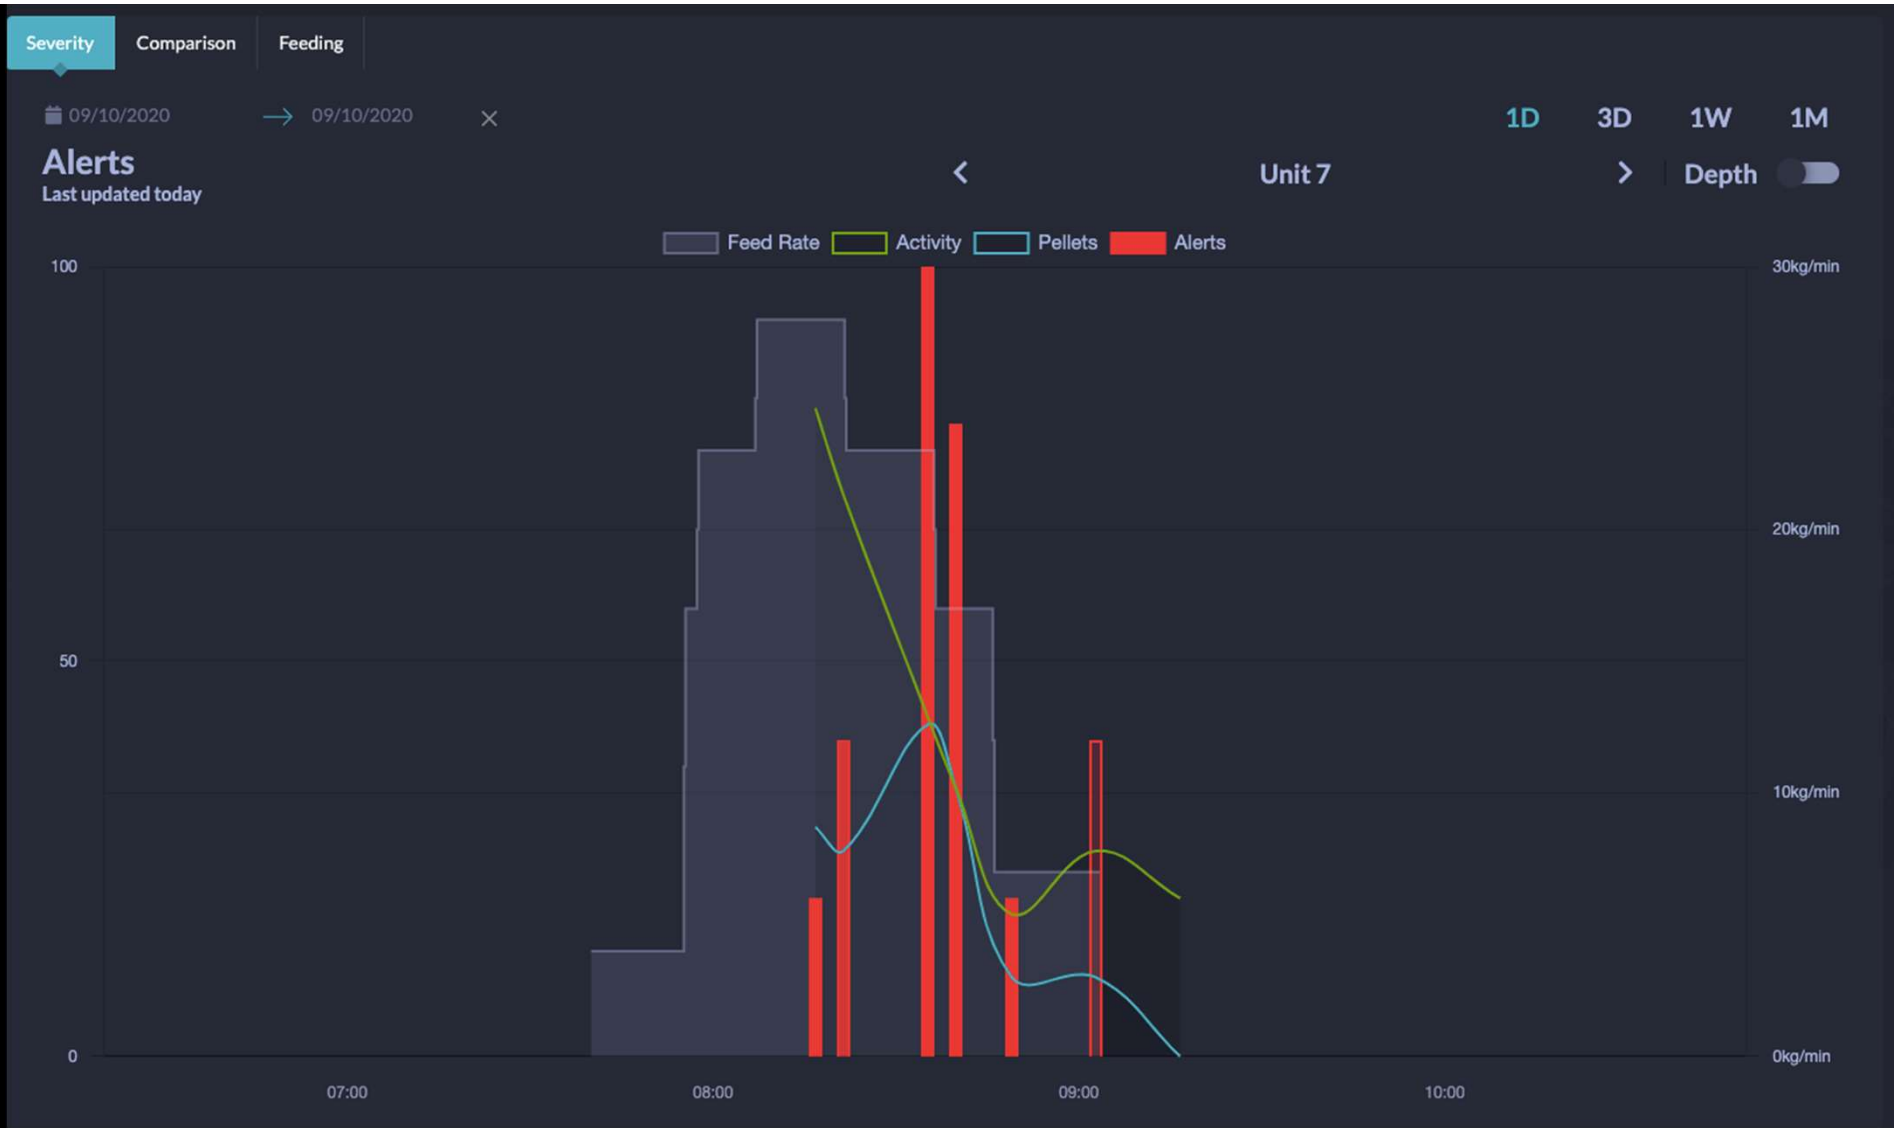 Severity Comparison Feeding
09/10/2020 → 09/10/2020 ×
1D 3D 1W 1M
Alerts
Last updated today
< Unit 7 > Depth
Feed Rate Activity Pellets Alerts
100 30kg/min
20kg/min
50
10kg/min
0 0kg/min
07:00 08:00 09:00 10:00